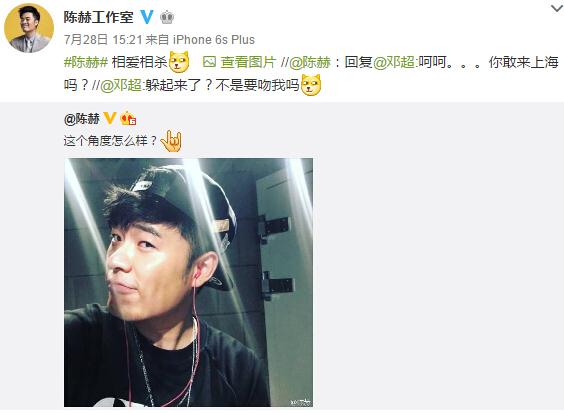 陈赫工作室
7月28日 15:21 来自 iPhone 6s Plus
#陈赫# 相爱相杀 查看图片 //@陈赫：回复@邓超:呵呵。。。你敢来上海
吗？//@邓超:躲起来了？不是要吻我吗
@陈赫
这个角度怎么样？